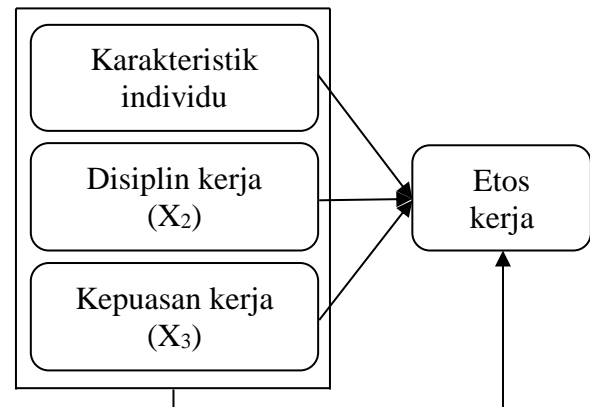 Karakteristik
individu
Disiplin kerja
(X₂)
Kepuasan kerja
(X₃)
Etos
kerja